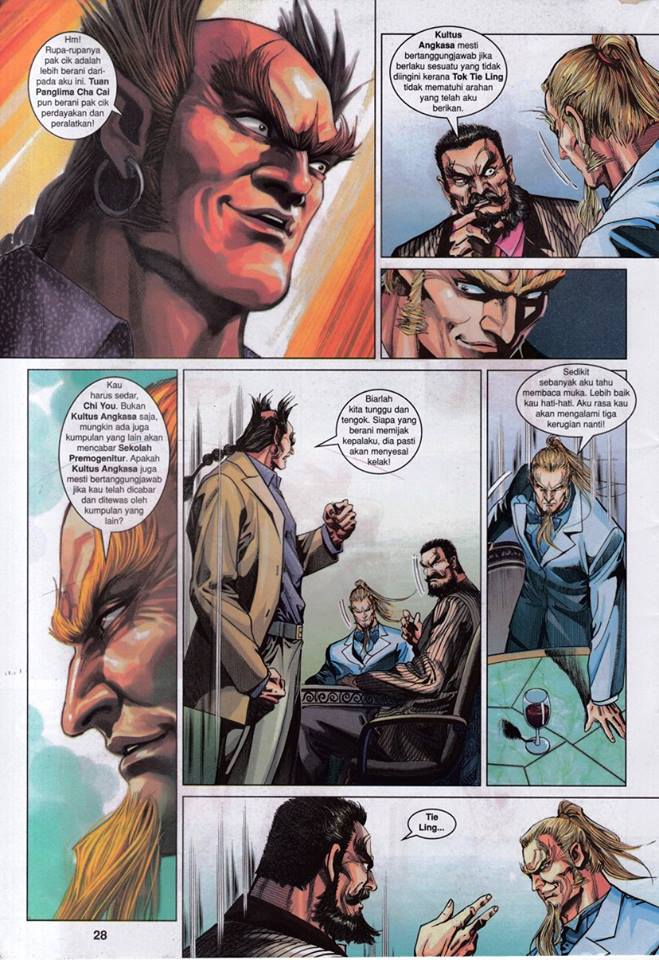 Hm!
Rupa-rupanya
pak cik adalah
lebih berani dari-
pada aku ini. Tuan
Panglima Cha Cai
pun berani pak cik
perdayakan dan
peralatkan!
Kultus
Angkasa mesti
bertanggungjawab jika
berlaku sesuatu yang tidak
diingini kerana Tok Tie Ling
tidak mematuhi arahan
yang telah aku
berikan.
Kau
harus sedar,
Chi You. Bukan
Kultus Angkasa saja,
mungkin ada juga
kumpulan yang lain akan
mencabar Sekolah
Premogenitur. Apakah
Kultus Angkasa juga
mesti bertanggungjawab
jika kau telah dicabar
dan ditewas oleh
kumpulan yang
lain?
Biarlah
kita tunggu dan
tengok. Siapa yang
berani memijak
kepalaku, dia pasti
akan menyesal
kelak!
Sedikit
sebanyak aku tahu
membaca muka. Lebih baik
kau hati-hati. Aku rasa kau
akan mengalami tiga
kerugian nanti!
Tie
Ling...
28